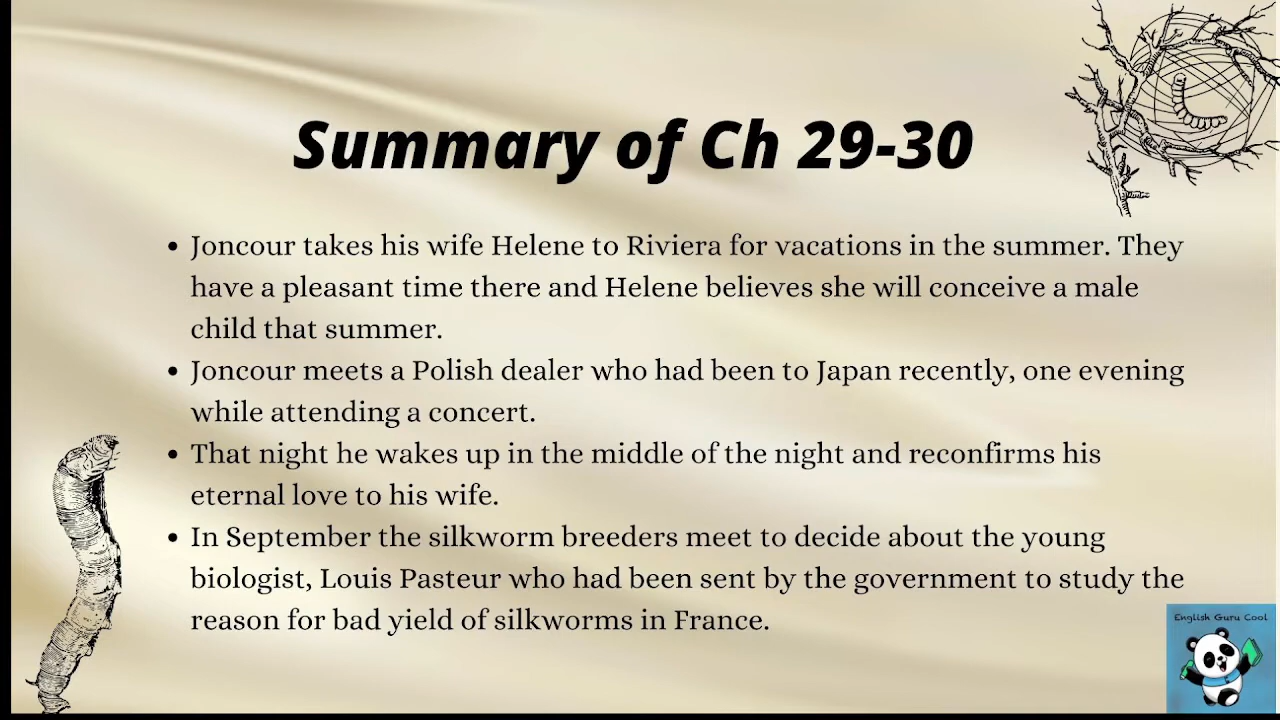 Summary of Ch 29-30
• Joncour takes his wife Helene to Riviera for vacations in the summer. They
have a pleasant time there and Helene believes she will conceive a male
child that summer.
• Joncour meets a Polish dealer who had been to Japan recently, one evening
while attending a concert.
• That night he wakes up in the middle of the night and reconfirms his
eternal love to his wife.
• In September the silkworm breeders meet to decide about the young
biologist, Louis Pasteur who had been sent by the government to study the
reason for bad yield of silkworms in France.
English Guru Cool